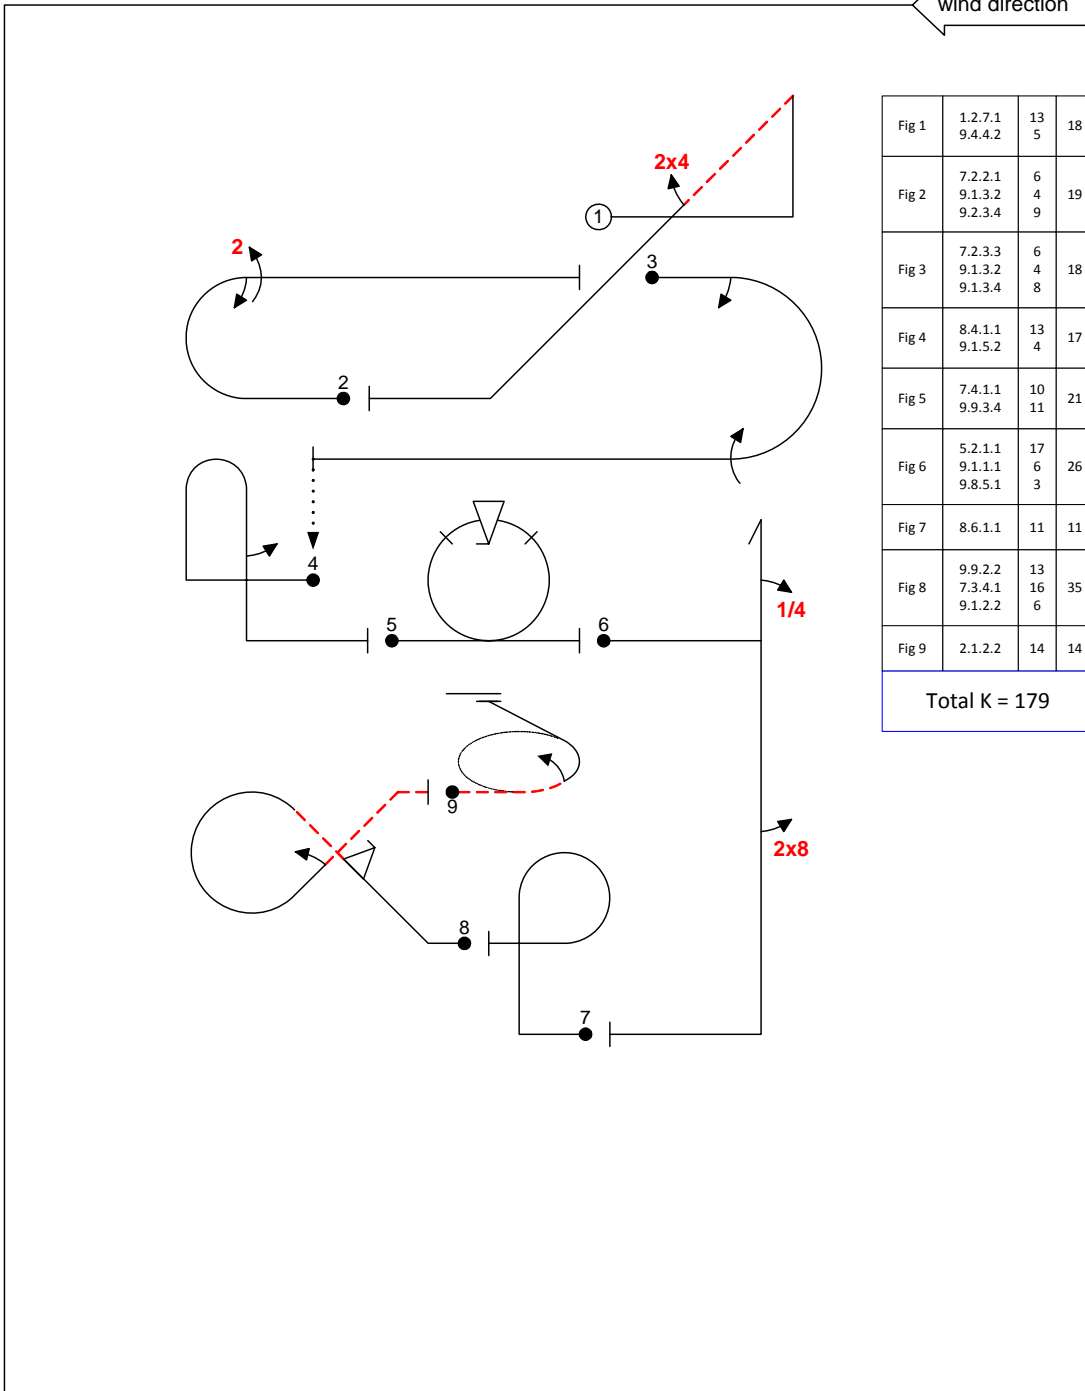 wind direction
2x4
1
2
3
2
4
5
6
1/4
9
2x8
8
7
Fig 1 1.2.7.1 13 18
9.4.4.2 5
Fig 2 7.2.2.1 6 19
9.1.3.2 4
9.2.3.4 9
Fig 3 7.2.3.3 6 18
9.1.3.2 4
9.1.3.4 8
Fig 4 8.4.1.1 13 17
9.1.5.2 4
Fig 5 7.4.1.1 10 21
9.9.3.4 11
Fig 6 5.2.1.1 17 26
9.1.1.1 6
9.8.5.1 3
Fig 7 8.6.1.1 11 11
Fig 8 9.9.2.2 13 35
7.3.4.1 16
9.1.2.2 6
Fig 9 2.1.2.2 14 14
Total K = 179